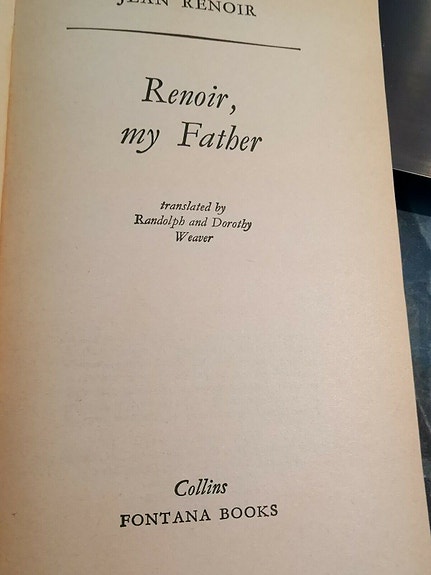 JEAN RENOIR
Renoir,
my Father
translated by
Randolph and Dorothy
Weaver
Collins
FONTANA BOOKS